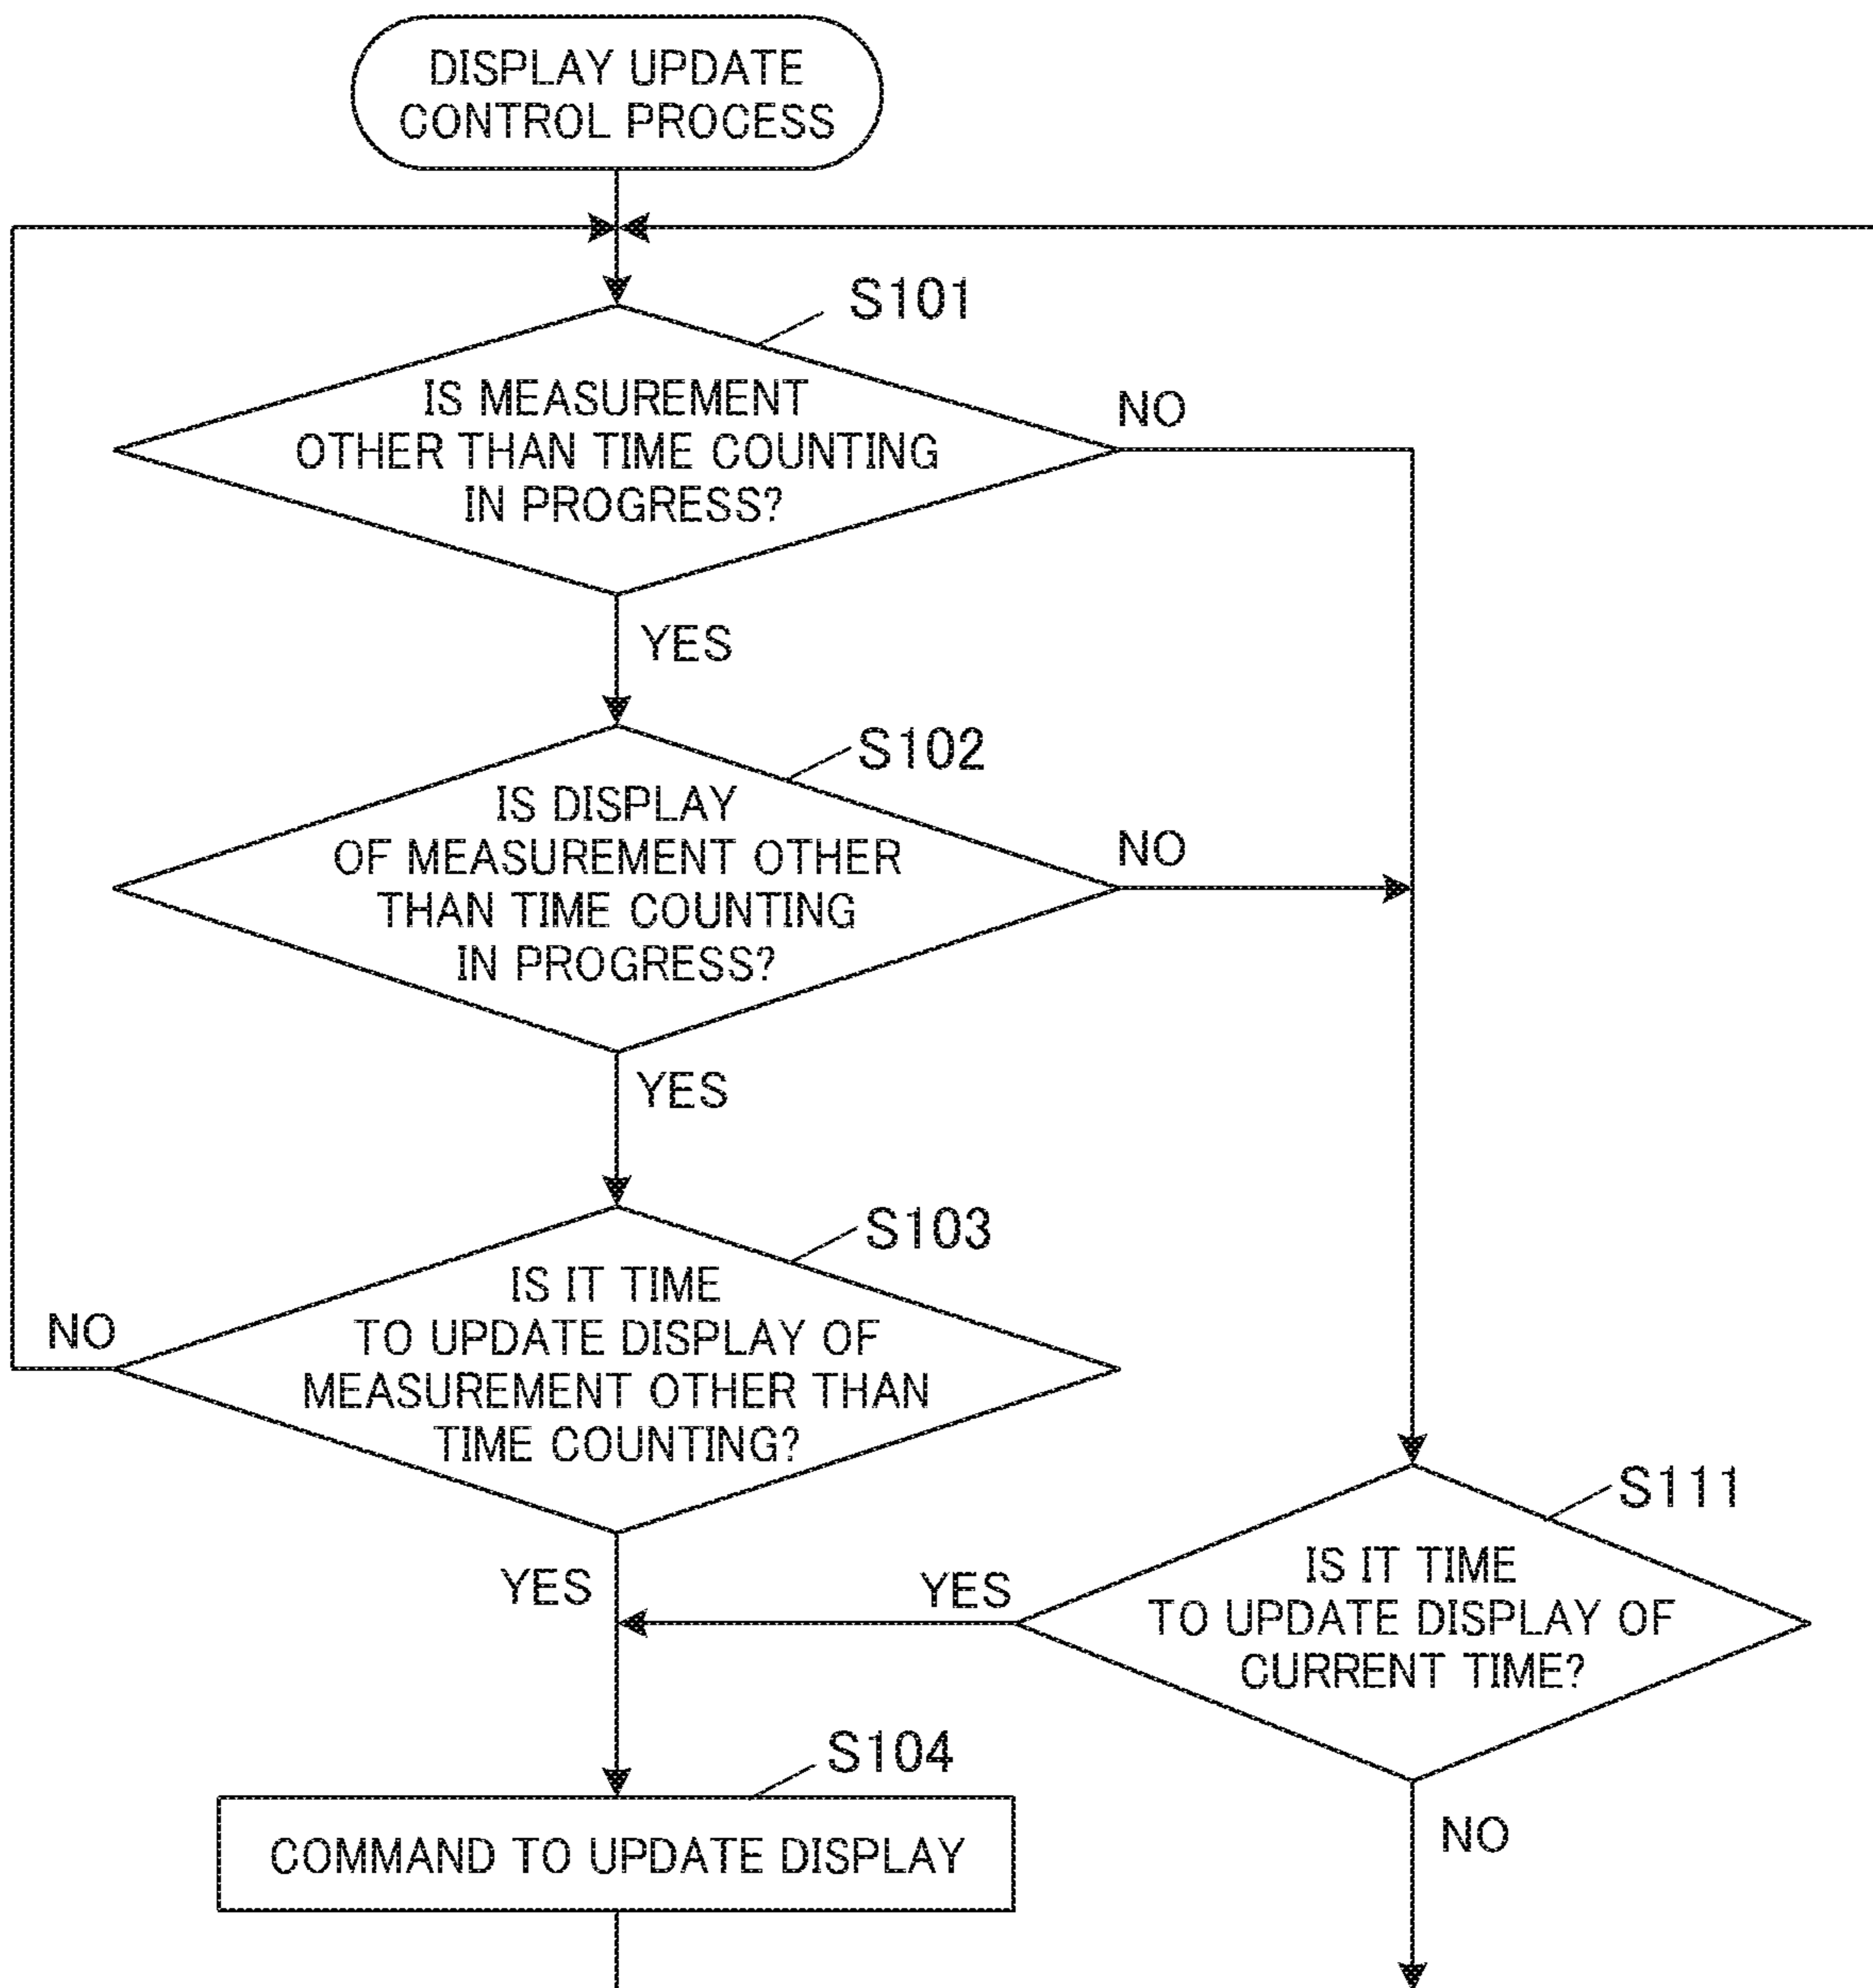 DISPLAY UPDATE
CONTROL PROCESS
S101
IS MEASUREMENT
OTHER THAN TIME COUNTING
IN PROGRESS?
NO
YES
S102
IS DISPLAY
OF MEASUREMENT OTHER
THAN TIME COUNTING
IN PROGRESS?
NO
YES
S103
IS IT TIME
TO UPDATE DISPLAY OF
MEASUREMENT OTHER THAN
TIME COUNTING?
NO
YES
S111
IS IT TIME
TO UPDATE DISPLAY OF
CURRENT TIME?
YES
NO
S104
COMMAND TO UPDATE DISPLAY